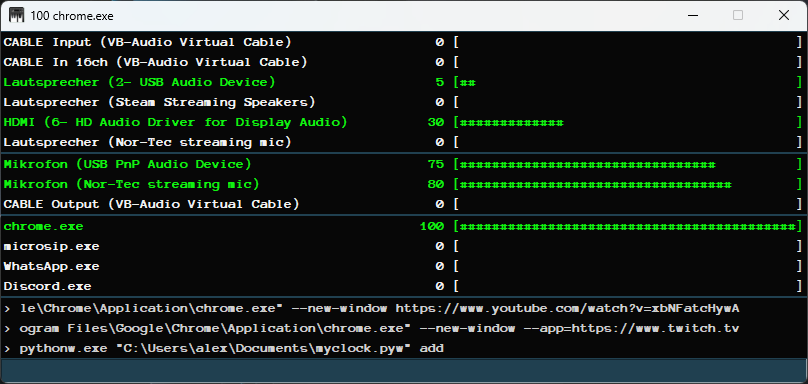 100 chrome.exe
CABLE Input (VB-Audio Virtual Cable) 0 [ ]
CABLE In 16ch (VB-Audio Virtual Cable) 0 [ ]
Lautsprecher (2- USB Audio Device) 5 [## ]
Lautsprecher (Steam Streaming Speakers) 0 [ ]
HDMI (6- HD Audio Driver for Display Audio) 30 [############# ]
Lautsprecher (Nor-Tec streaming mic) 0 [ ]
Mikrofon (USB PnP Audio Device) 75 [################################ ]
Mikrofon (Nor-Tec streaming mic) 80 [################################## ]
CABLE Output (VB-Audio Virtual Cable) 0 [ ]
chrome.exe 100 [##########################################]
microsip.exe 0 [ ]
WhatsApp.exe 0 [ ]
Discord.exe 0 [ ]
> le\Chrome\Application\chrome.exe" --new-window https://www.youtube.com/watch?v=xbNFatcHywA
> ogram Files\Google\Chrome\Application\chrome.exe" --new-window --app=https://www.twitch.tv
> pythonw.exe "C:\Users\alex\Documents\myclock.pyw" add